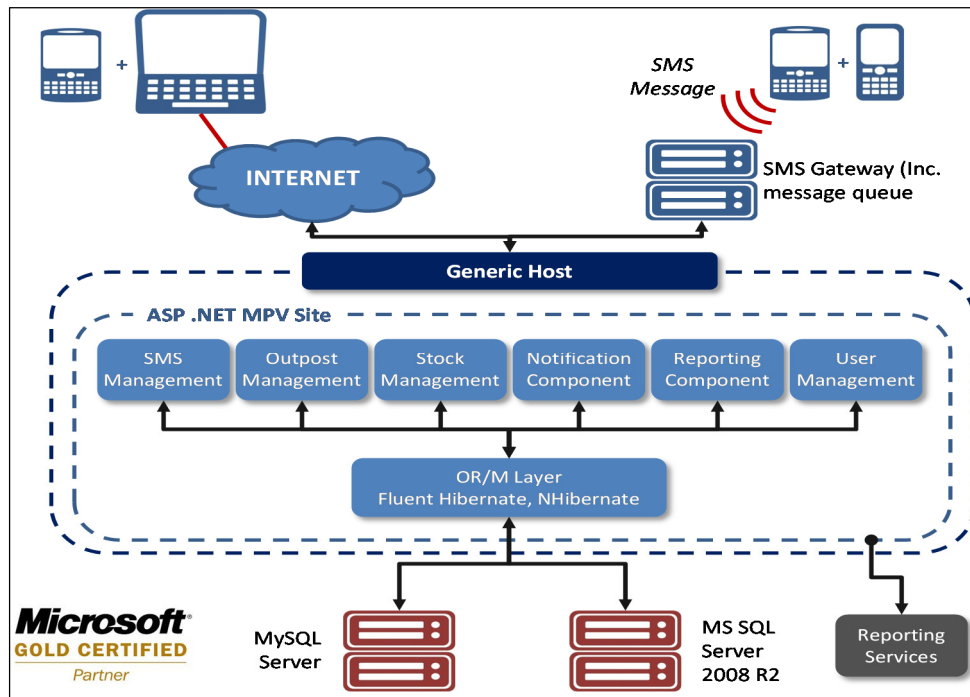 +
+
SMS
Message
INTERNET
SMS Gateway (Inc.
message queue
Generic Host
ASP .NET MPV Site
SMS
Management
Outpost
Management
Stock
Management
Notification
Component
Reporting
Component
User
Management
OR/M Layer
Fluent Hibernate, NHibernate
MySQL
Server
MS SQL
Server
2008 R2
Reporting
Services
Microsoft®
GOLD CERTIFIED
Partner